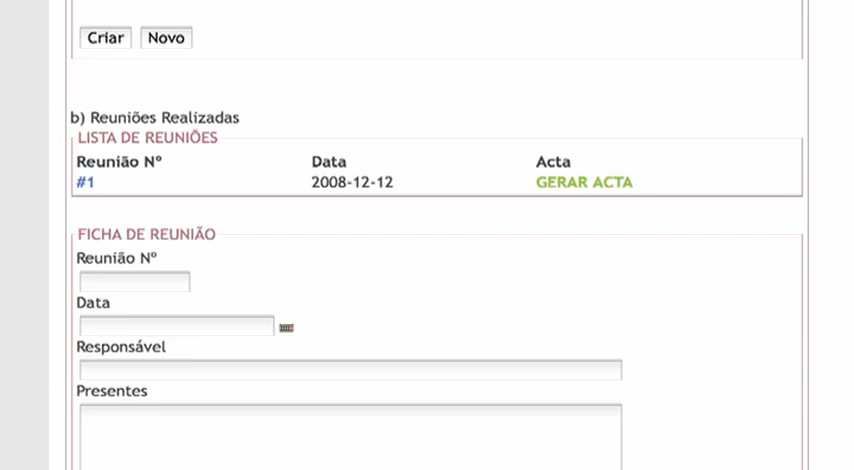 Criar Novo
b) Reuniões Realizadas
LISTA DE REUNIÕES
Reunião Nº Data Acta
#1 2008-12-12 GERAR ACTA
FICHA DE REUNIÃO
Reunião Nº
Data
Responsável
Presentes